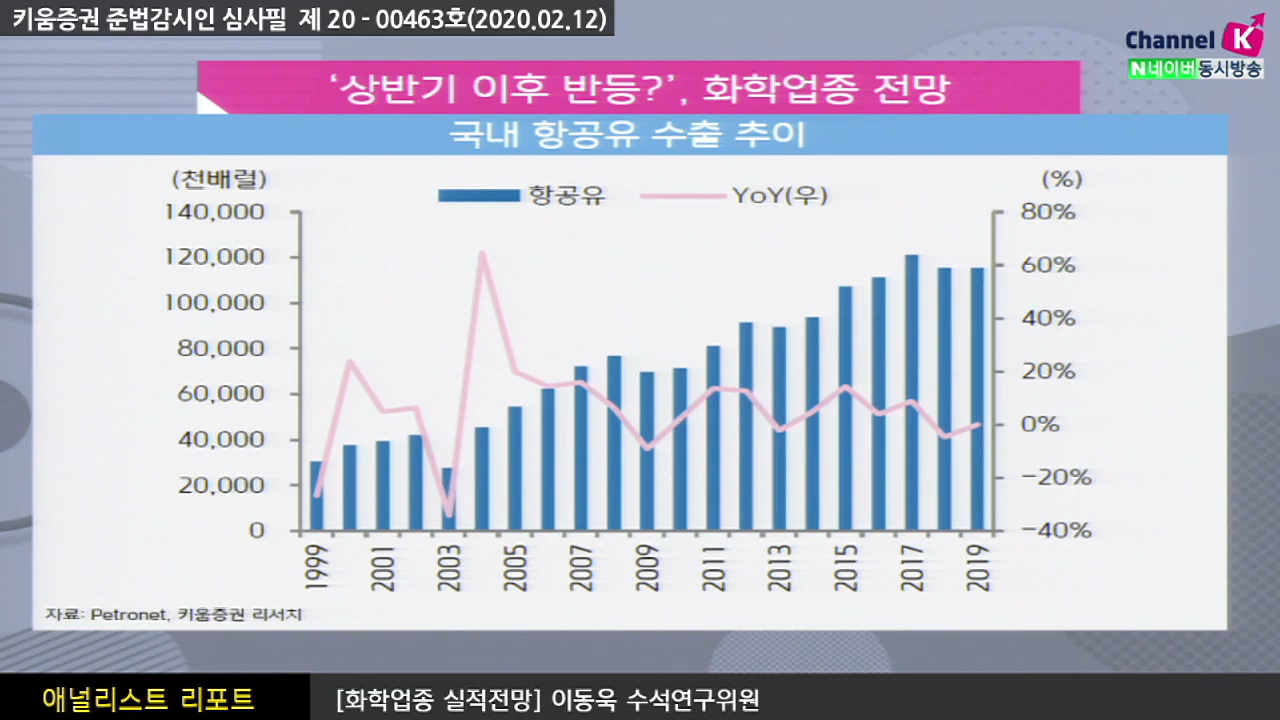 키움증권 준법감시인 심사필 제 20 - 00463호(2020.02.12)
Channel K
N네이버 동시방송
‘상반기 이후 반등?’, 화학업종 전망
국내 항공유 수출 추이
(천배럴)
항공유
YoY(우)
(%)
140,000
120,000
100,000
80,000
60,000
40,000
20,000
0
80%
60%
40%
20%
0%
−20%
−40%
1999
2001
2003
2005
2007
2009
2011
2013
2015
2017
2019
자료: Petronet, 키움증권 리서치
애널리스트 리포트
[화학업종 실적전망] 이동욱 수석연구위원